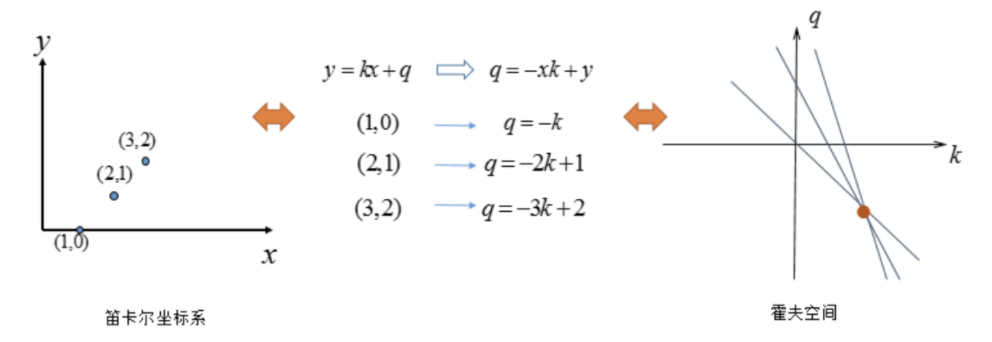 y
(3,2)
(2,1)
(1,0)
x
笛卡尔坐标系
y = kx + q q = −xk + y
(1,0) q = −k
(2,1) q = −2k + 1
(3,2) q = −3k + 2
q
k
霍夫空间